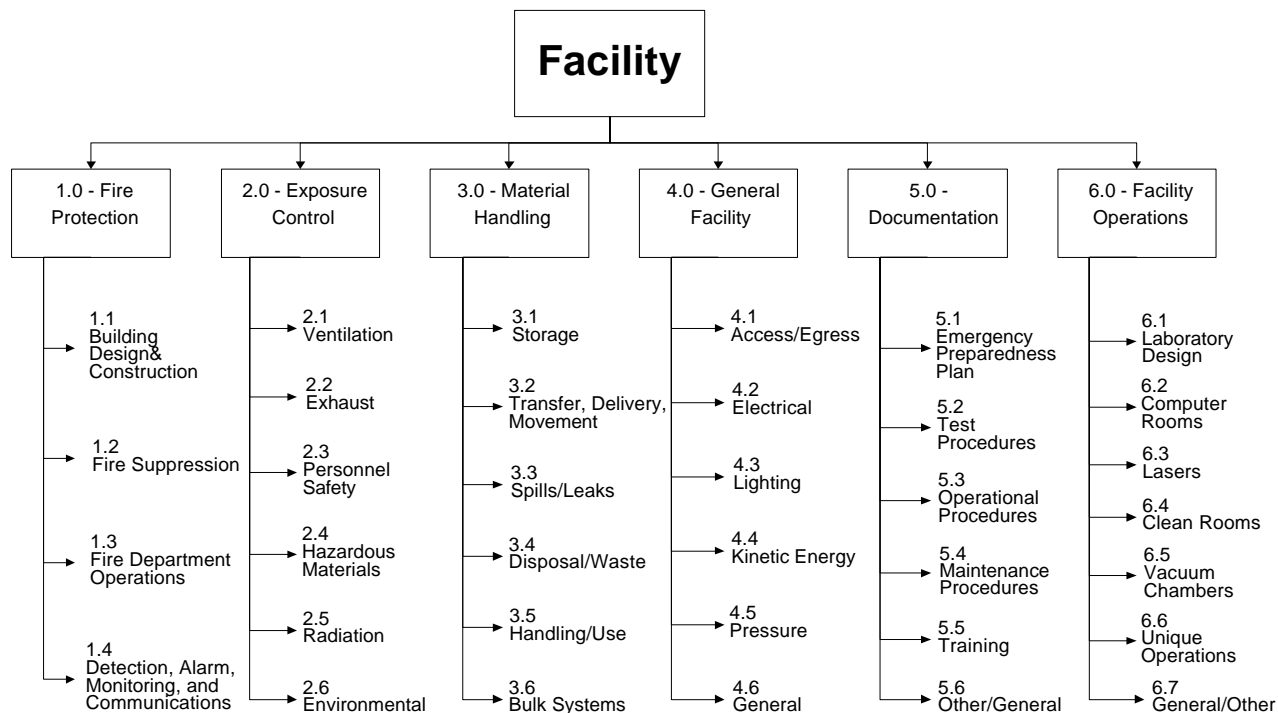 Facility
1.0 - Fire
Protection
2.0 - Exposure
Control
3.0 - Material
Handling
4.0 - General
Facility
5.0 -
Documentation
6.0 - Facility
Operations
1.1
Building
Design&
Construction
1.2
Fire Suppression
1.3
Fire Department
Operations
1.4
Detection, Alarm,
Monitoring, and
Communications
2.1
Ventilation
2.2
Exhaust
2.3
Personnel
Safety
2.4
Hazardous
Materials
2.5
Radiation
2.6
Environmental
3.1
Storage
3.2
Transfer, Delivery,
Movement
3.3
Spills/Leaks
3.4
Disposal/Waste
3.5
Handling/Use
3.6
Bulk Systems
4.1
Access/Egress
4.2
Electrical
4.3
Lighting
4.4
Kinetic Energy
4.5
Pressure
4.6
General
5.1
Emergency
Preparedness
Plan
5.2
Test
Procedures
5.3
Operational
Procedures
5.4
Maintenance
Procedures
5.5
Training
5.6
Other/General
6.1
Laboratory
Design
6.2
Computer
Rooms
6.3
Lasers
6.4
Clean Rooms
6.5
Vacuum
Chambers
6.6
Unique
Operations
6.7
General/Other